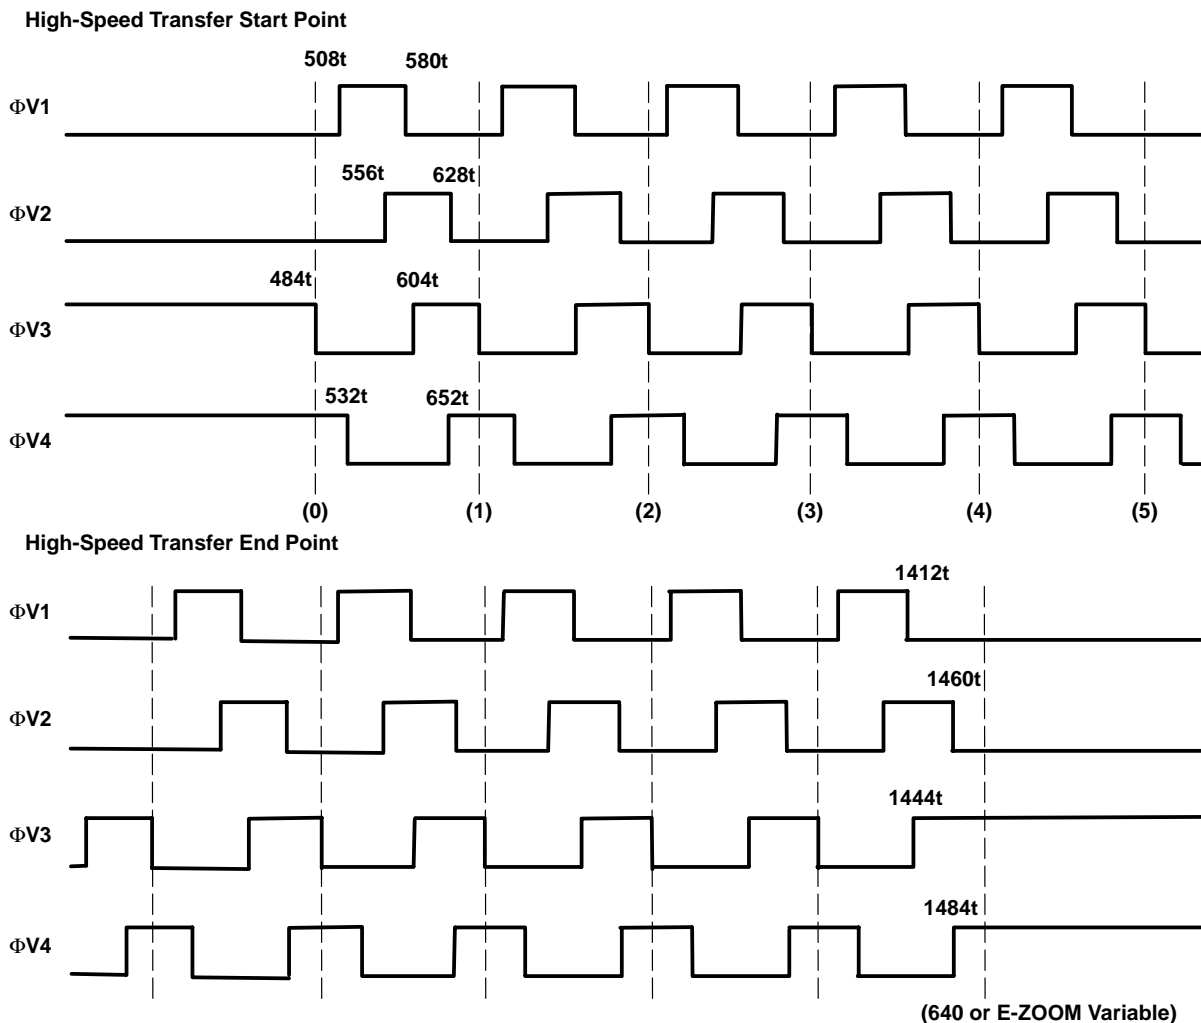 High-Speed Transfer Start Point
508t 580t
ΦV1
556t 628t
ΦV2
484t 604t
ΦV3
532t 652t
ΦV4
(0) (1) (2) (3) (4) (5)
High-Speed Transfer End Point
1412t
ΦV1
1460t
ΦV2
1444t
ΦV3
1484t
ΦV4
(640 or E-ZOOM Variable)